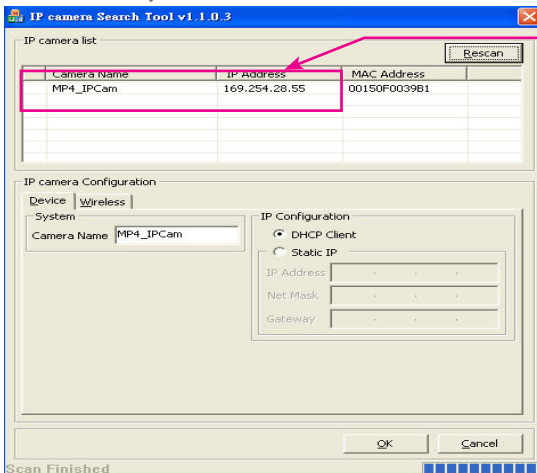 IP camera Search Tool v1.1.0.3
IP camera list
Rescan
Camera Name IP Address MAC Address
MP4_IPCam 169.254.28.55 00150F0039B1
IP camera Configuration
Device Wireless
System
Camera Name MP4_IPCam
IP Configuration
DHCP Client
Static IP
IP Address
Net Mask
Gateway
OK Cancel
Scan Finished